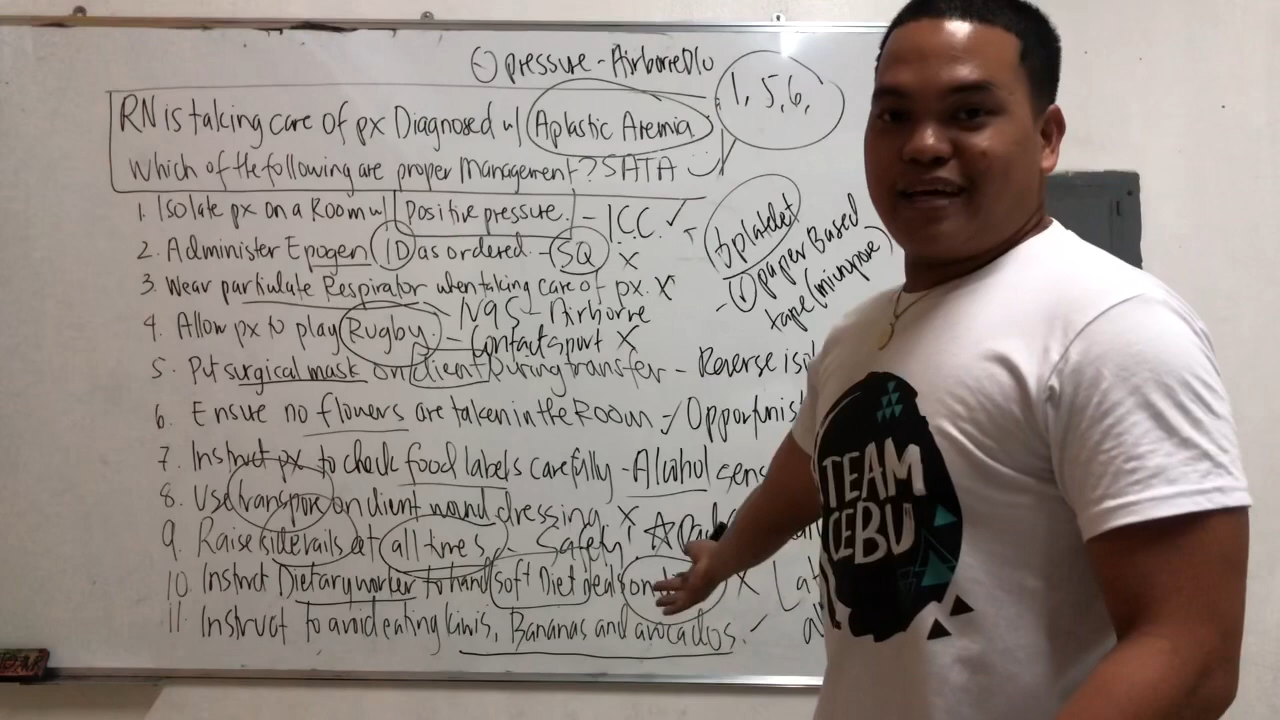 ⊖ pressure - Airborne D/o
RN is taking care of px Diagnosed w/ Aplastic Anemia
1, 5, 6,
Which of the following are proper Management? SATA
1. Isolate px on a Room w/ positive pressure. - ICC. ✓
2. Administer Epogen ID as ordered. - SQ x
3. Wear particulate Respirator when taking care of px. x
N95 - Airborne
4. Allow px to play Rugby. - Contact sport x
5. Put surgical mask on client During transfer - Reverse
6. Ensure no flowers are taken in the Room ✓
7. Instruct px to check food labels carefully - Alcohol
8. Use transpore on client wound dressing x
9. Raise siderails at all times. - Safety
10. Instruct Dietary worker to hand soft Diet x
11. Instruct to avoid eating kiwis, Bananas and avocados. ✓
↓platelet
paper Based
tape (micropore)
TEAM
CEBU